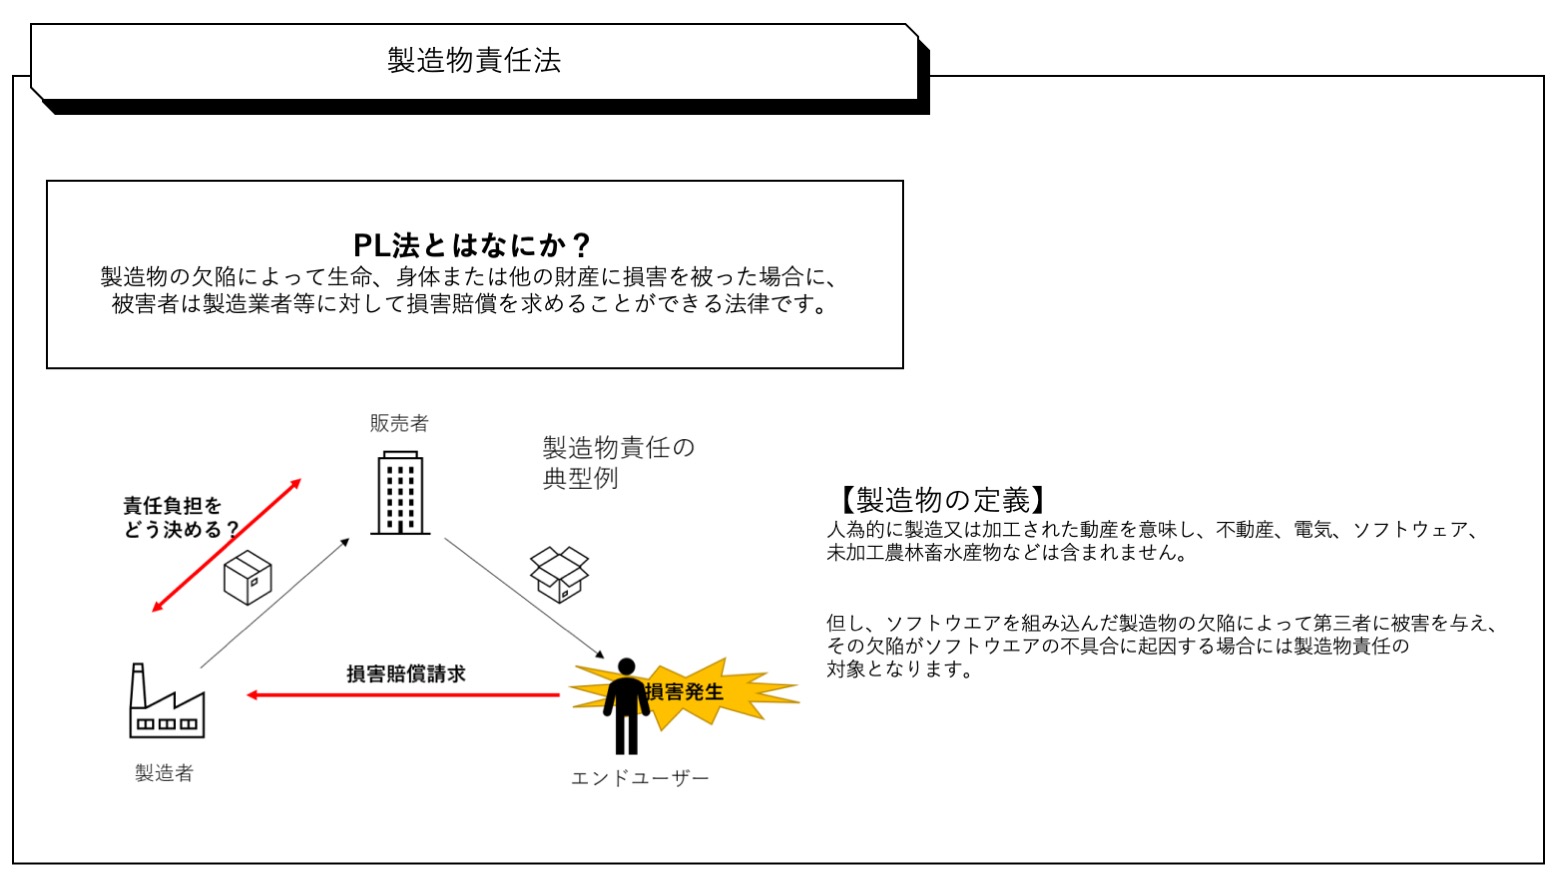 製造物責任法
PL法とはなにか？
製造物の欠陥によって生命、身体または他の財産に損害を被った場合に、
被害者は製造業者等に対して損害賠償を求めることができる法律です。
販売者
製造物責任の
典型例
責任負担を
どう決める？
損害賠償請求
損害発生
製造者
エンドユーザー
【製造物の定義】
人為的に製造又は加工された動産を意味し、不動産、電気、ソフトウェア、
未加工農林畜水産物などは含まれません。
但し、ソフトウエアを組み込んだ製造物の欠陥によって第三者に被害を与え、
その欠陥がソフトウエアの不具合に起因する場合には製造物責任の
対象となります。